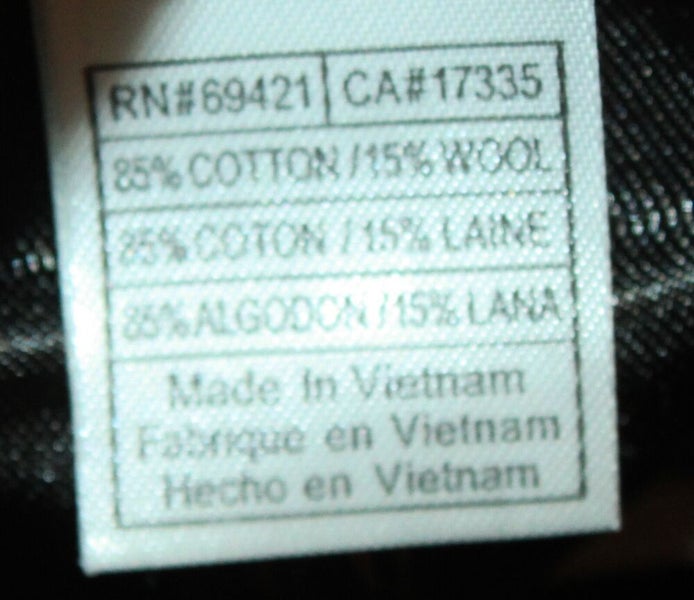 RN#69421 CA#17335
85% COTTON / 15% WOOL
85% COTON / 15% LAINE
85% ALGODON / 15% LANA
Made In Vietnam
Fabrique en Vietnam
Hecho en Vietnam